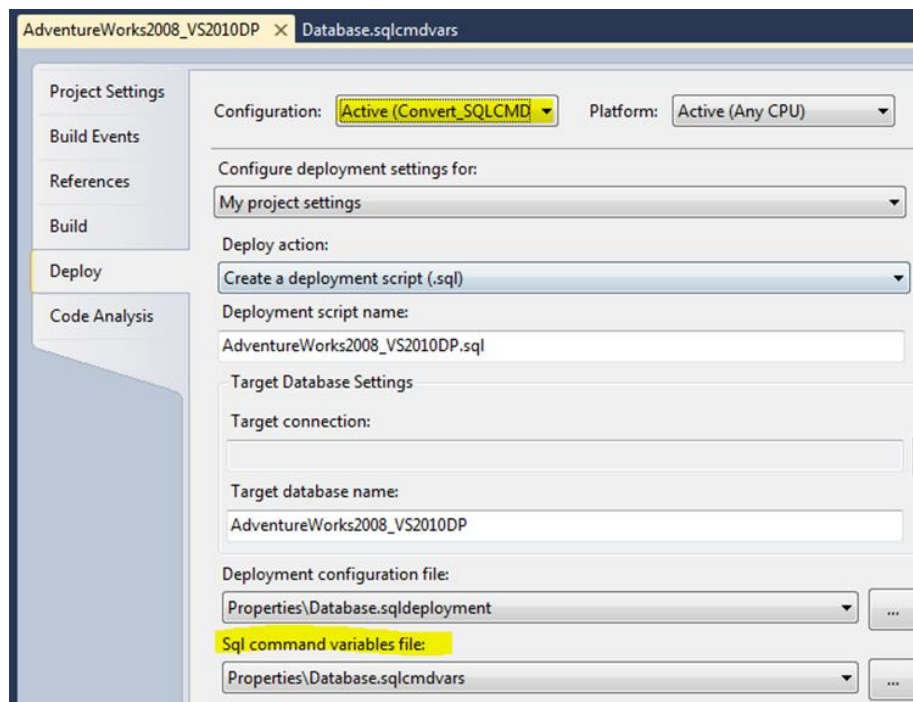 AdventureWorks2008_VS2010DP Database.sqlcmdvars
Project Settings
Build Events
References
Build
Deploy
Code Analysis
Configuration: Active (Convert_SQLCMD Platform: Active (Any CPU)
Configure deployment settings for:
My project settings
Deploy action:
Create a deployment script (.sql)
Deployment script name:
AdventureWorks2008_VS2010DP.sql
Target Database Settings
Target connection:
Target database name:
AdventureWorks2008_VS2010DP
Deployment configuration file:
Properties\Database.sqldeployment
...
Sql command variables file:
Properties\Database.sqlcmdvars
...